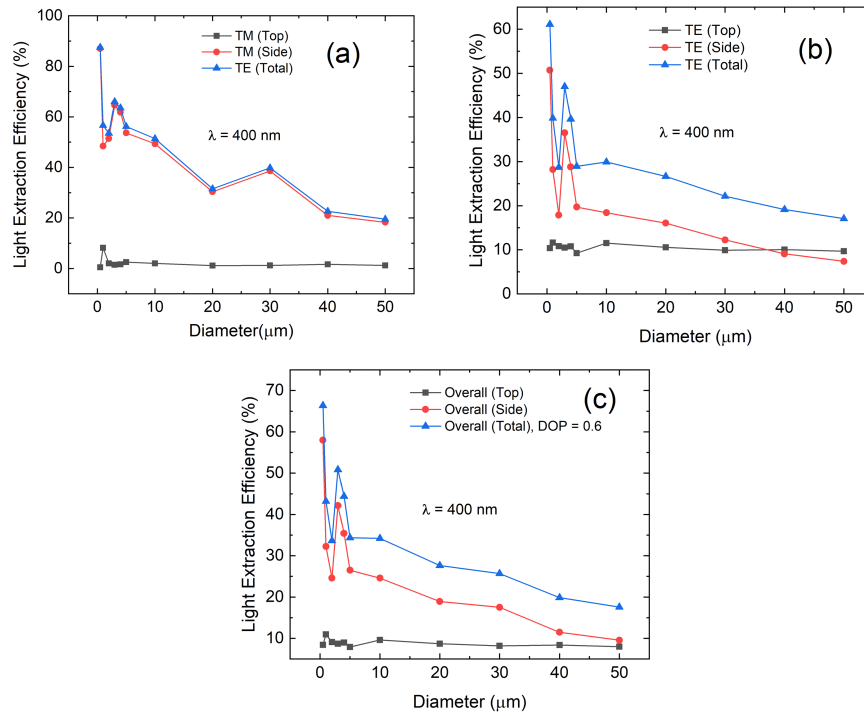 (a)
TM (Top)
TM (Side)
TE (Total)
λ = 400 nm
Light Extraction Efficiency (%)
100
80
60
40
20
0
0 10 20 30 40 50
Diameter(μm)
(b)
TE (Top)
TE (Side)
TE (Total)
λ = 400 nm
Light Extraction Efficiency (%)
60
50
40
30
20
10
0
0 10 20 30 40 50
Diameter (μm)
(c)
Overall (Top)
Overall (Side)
Overall (Total), DOP = 0.6
λ = 400 nm
Light Extraction Efficiency (%)
70
60
50
40
30
20
10
0 10 20 30 40 50
Diameter (μm)